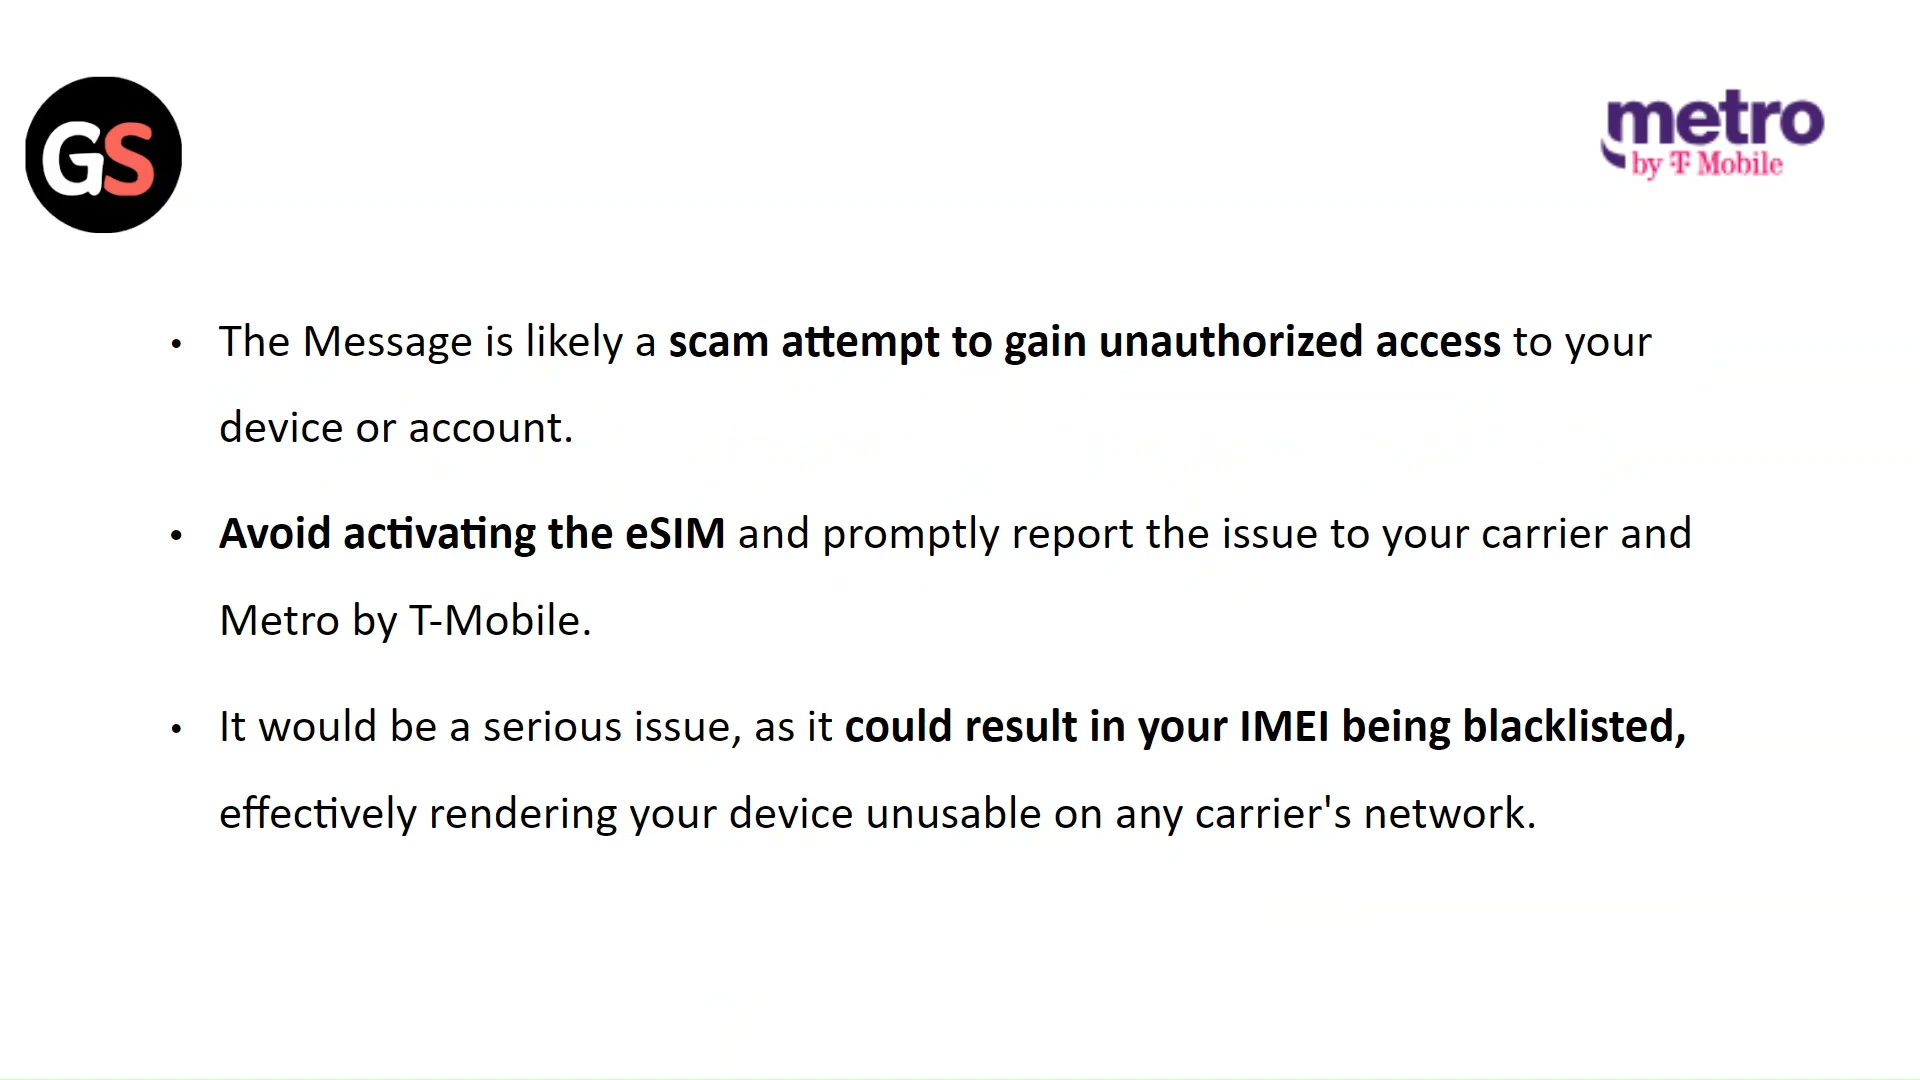 GS
metro
by T Mobile
• The Message is likely a scam attempt to gain unauthorized access to your
device or account.
• Avoid activating the eSIM and promptly report the issue to your carrier and
Metro by T-Mobile.
• It would be a serious issue, as it could result in your IMEI being blacklisted,
effectively rendering your device unusable on any carrier's network.